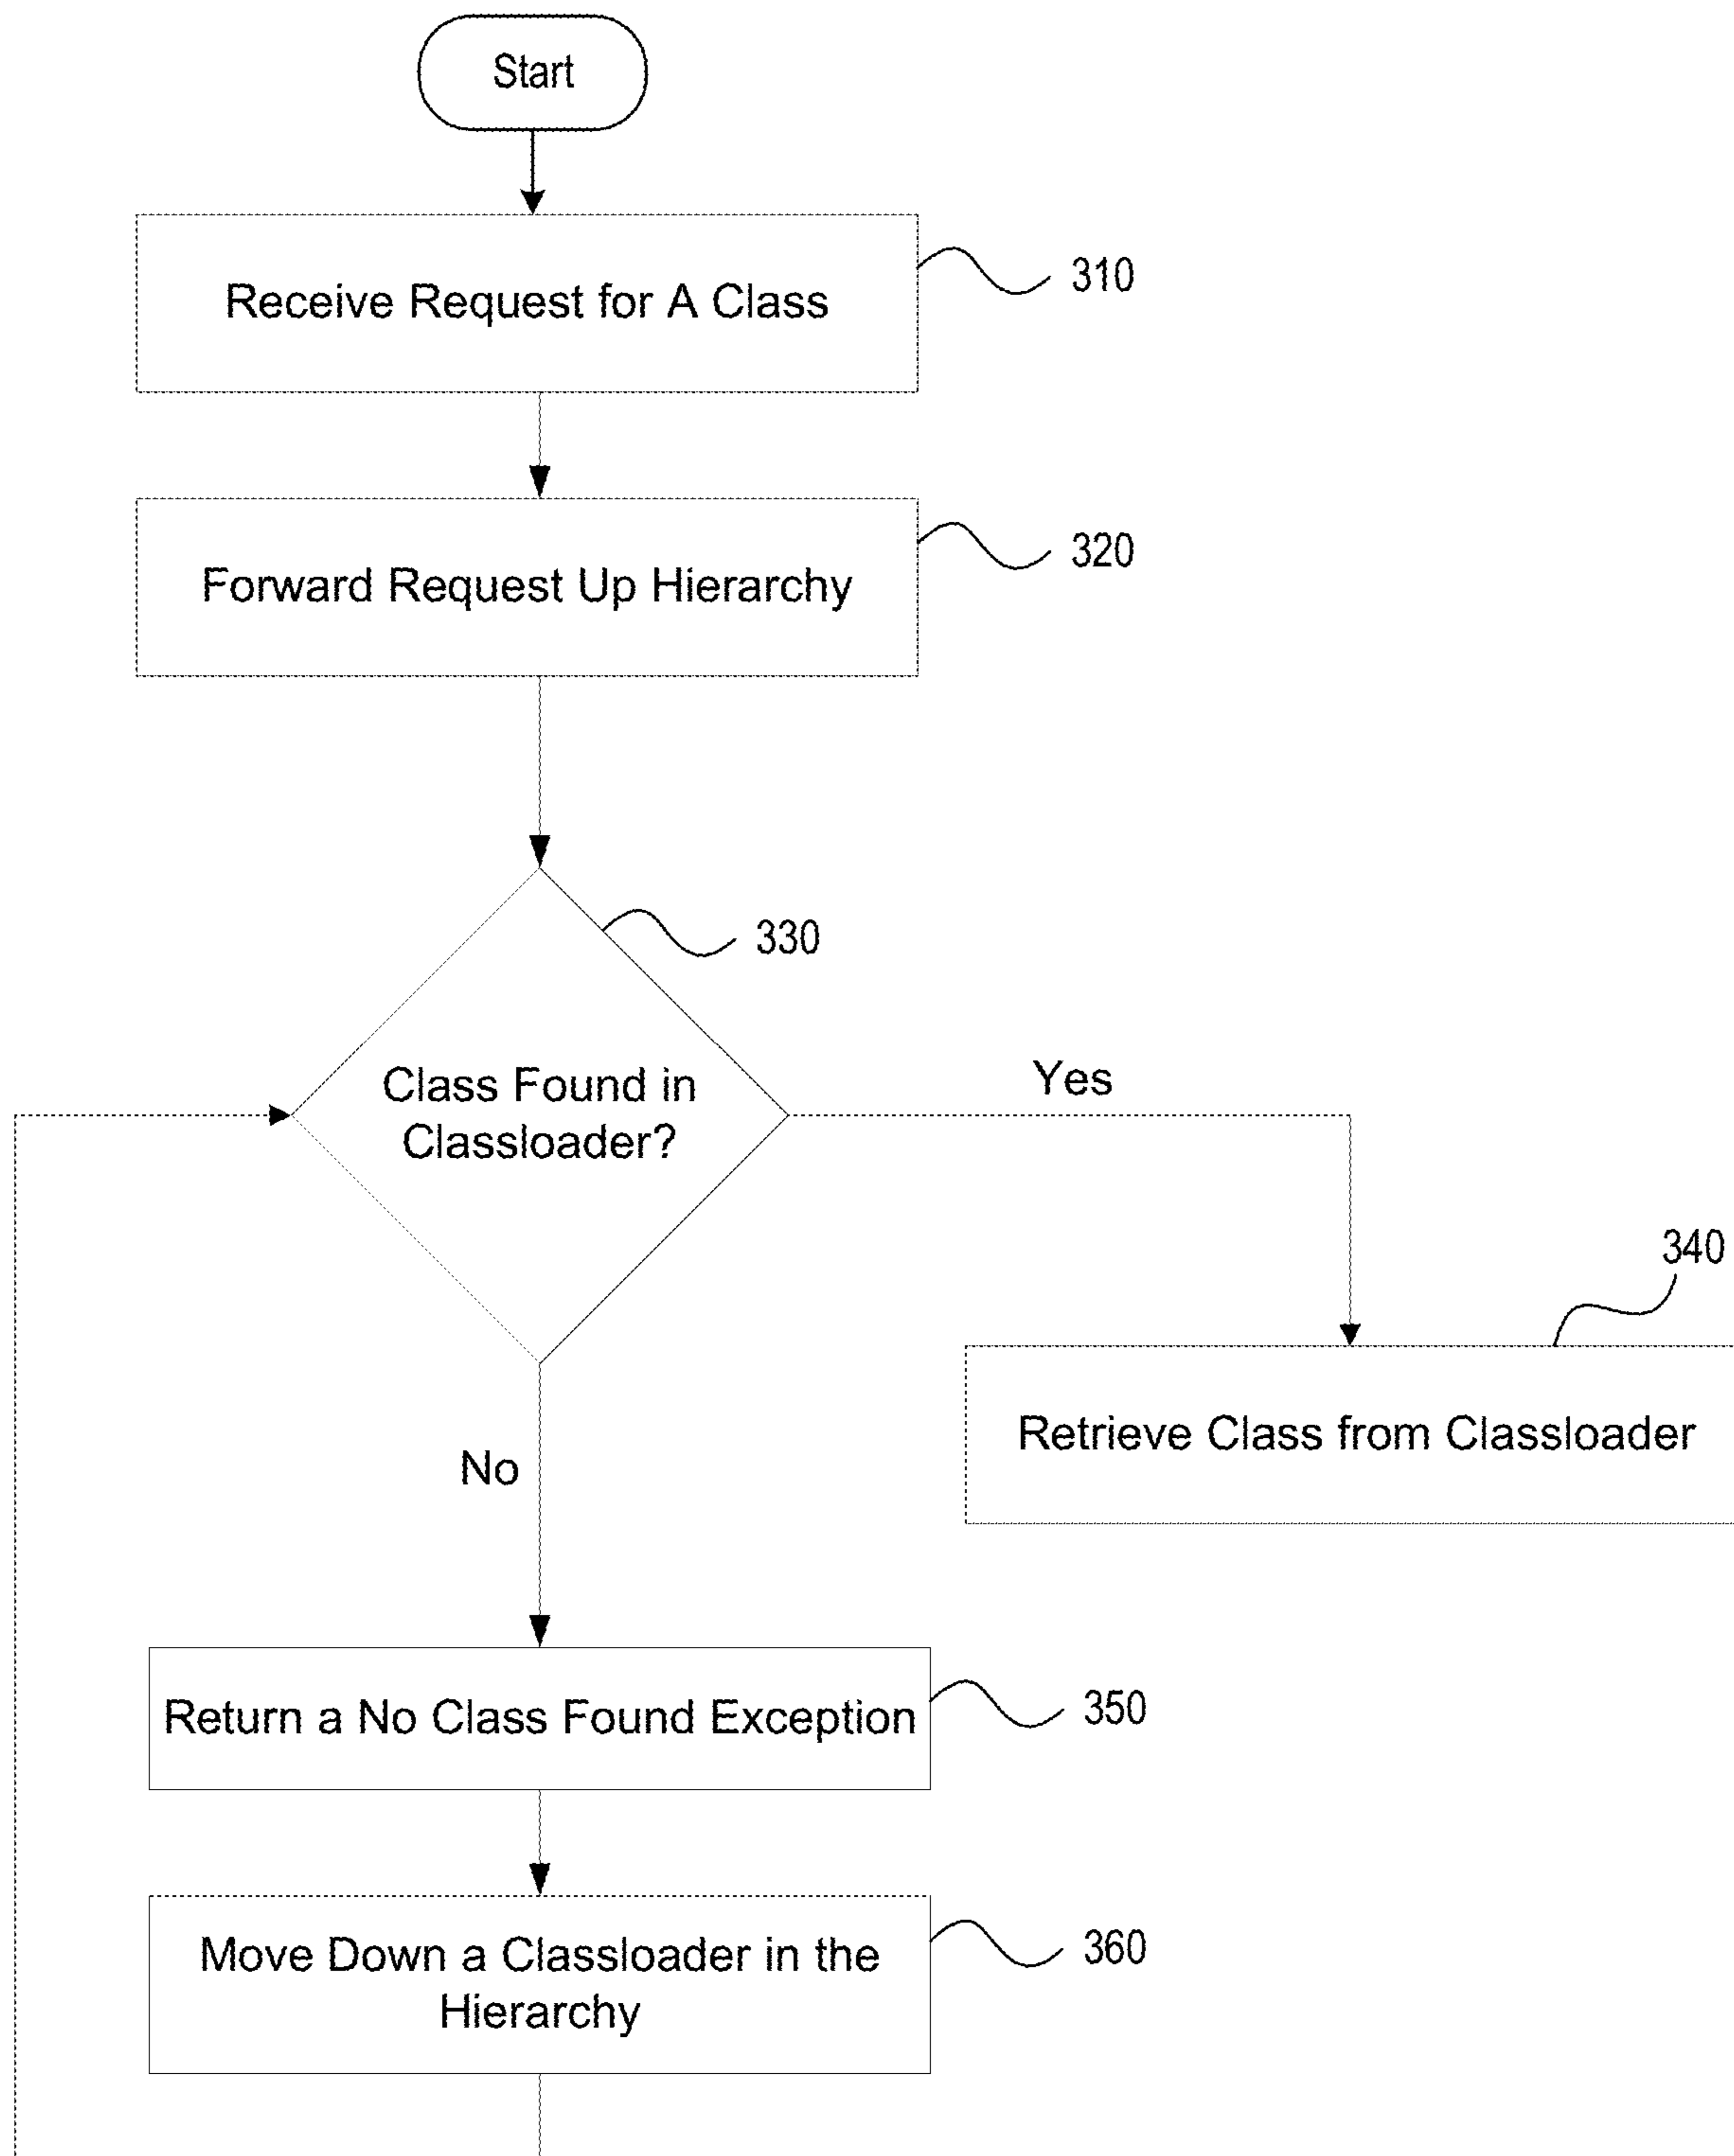 Start
Receive Request for A Class
310
Forward Request Up Hierarchy
320
330
Class Found in
Classloader?
Yes
340
Retrieve Class from Classloader
No
Return a No Class Found Exception
350
Move Down a Classloader in the
Hierarchy
360